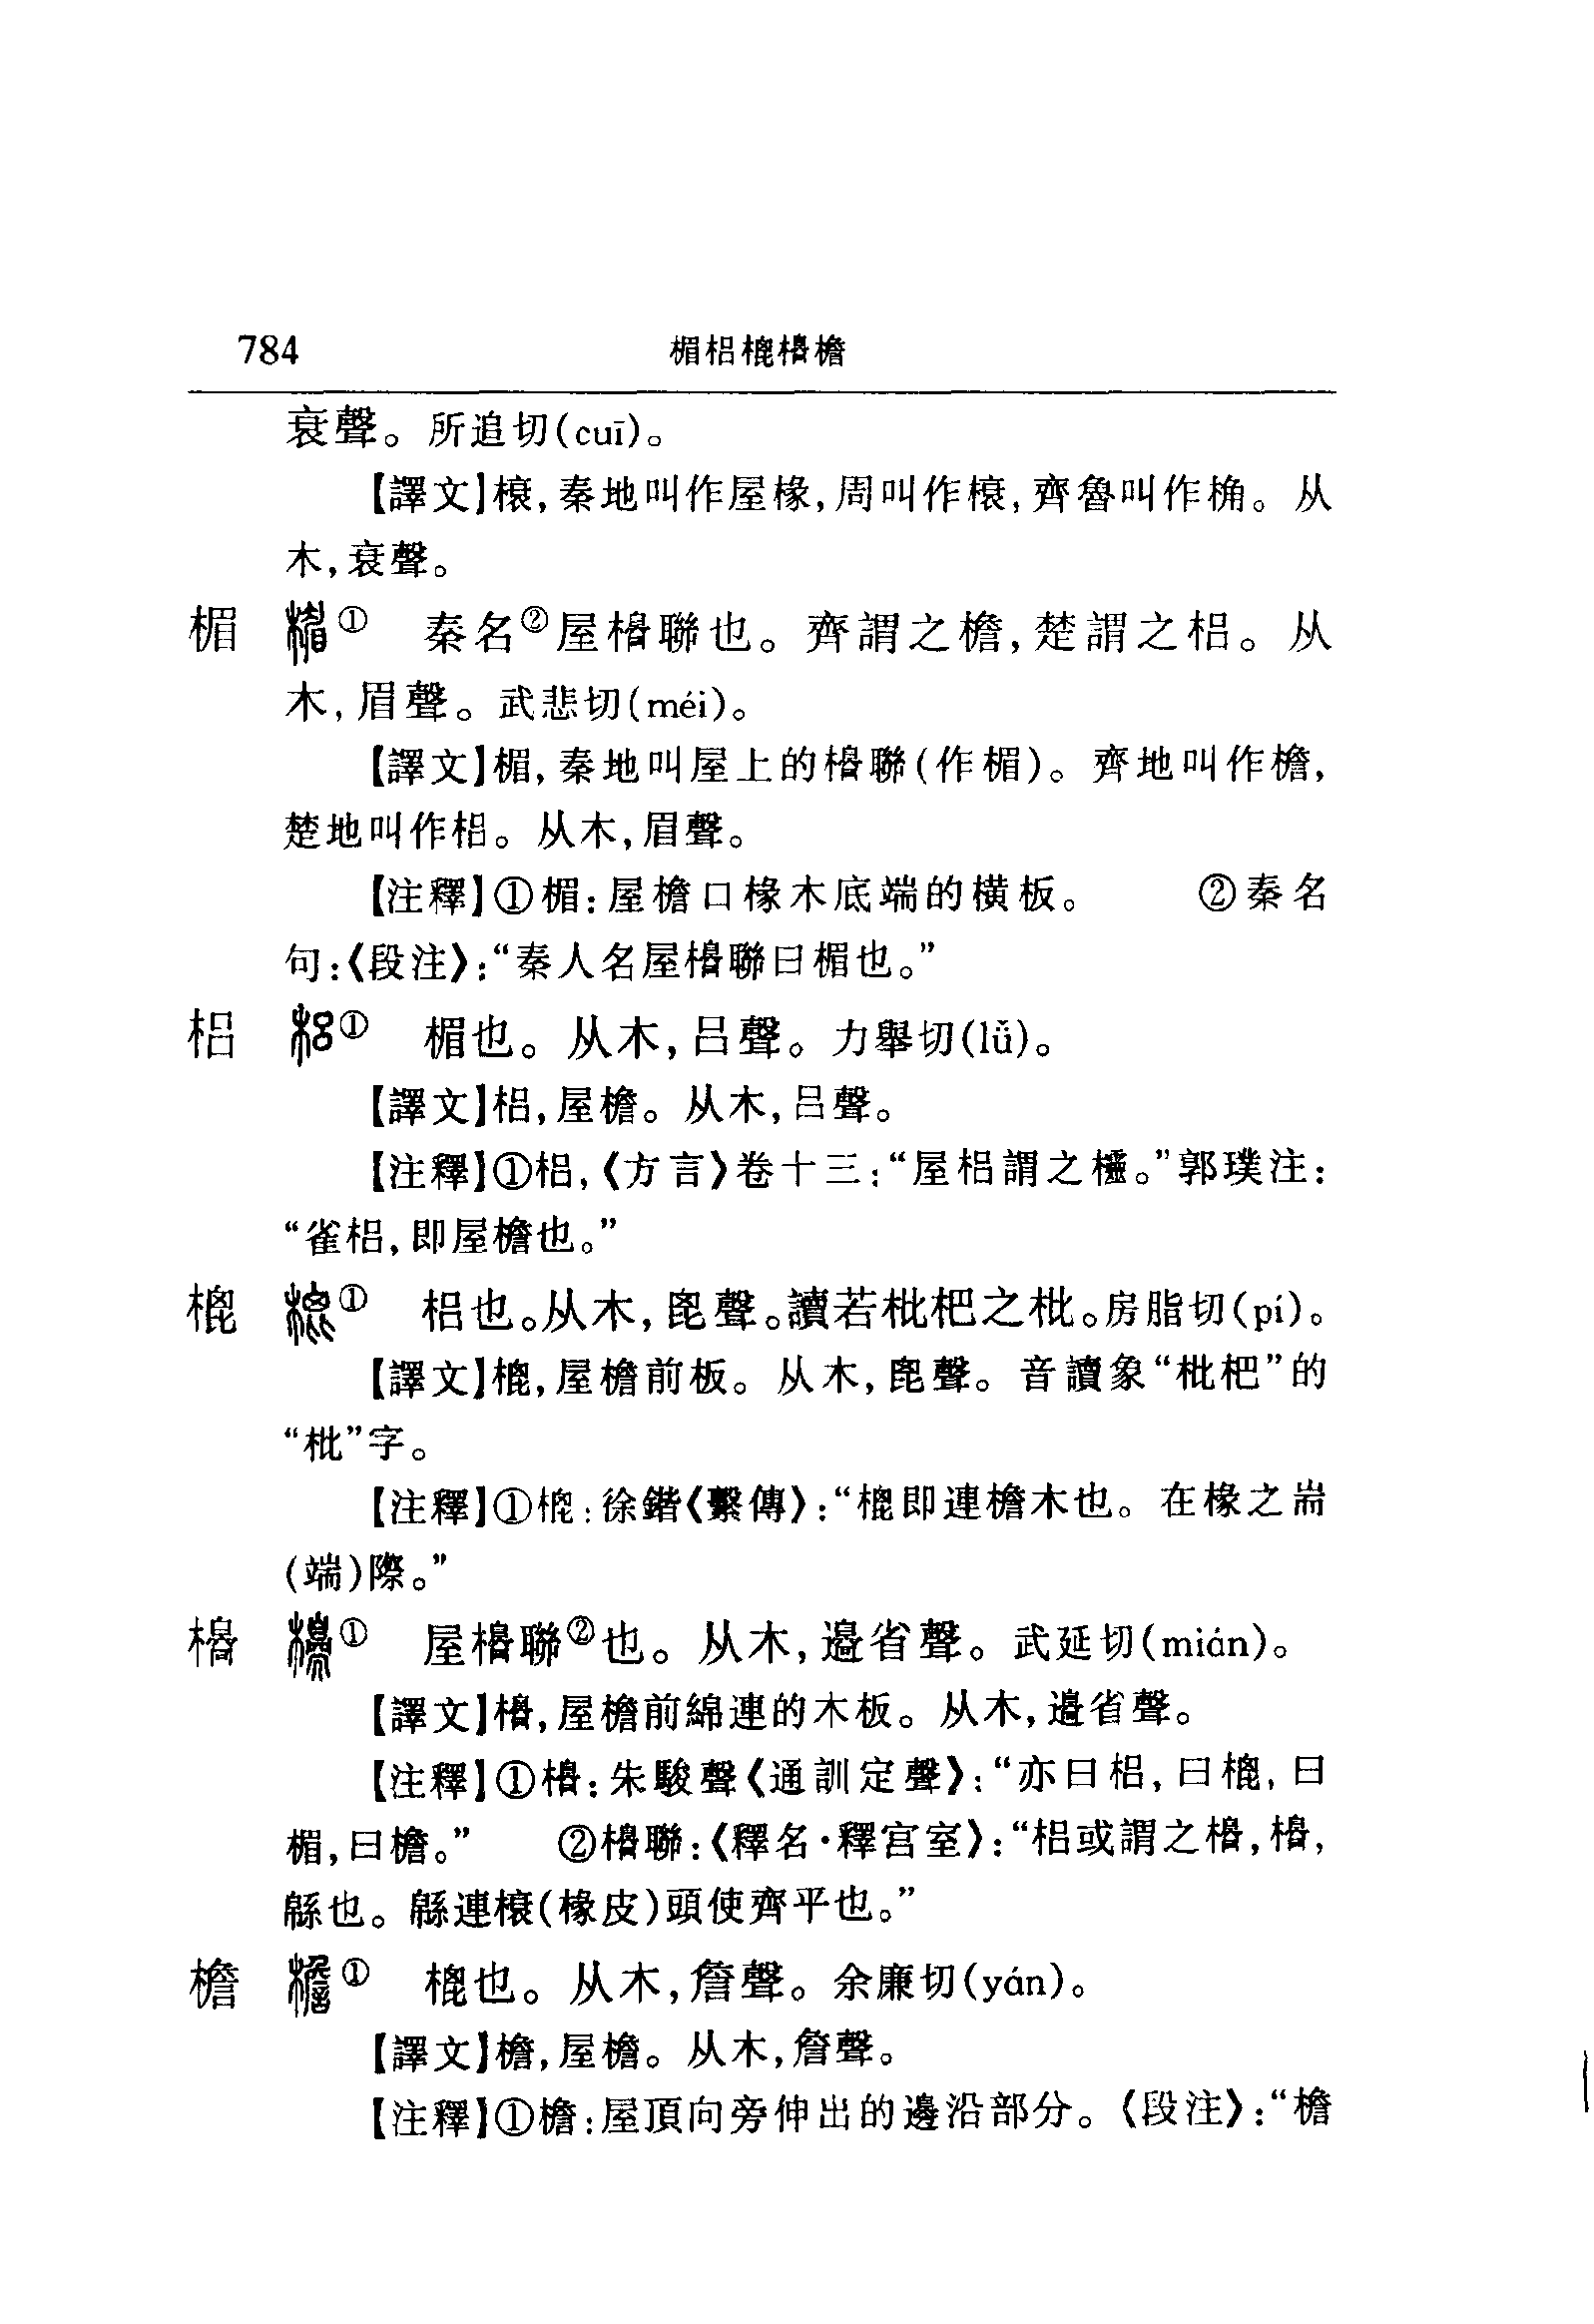 784 楣梠㮰櫋檐
衰聲。所追切(cuī)。
【譯文】榱,秦地叫作屋椽,周叫作榱,齊魯叫作桷。从
木,衰聲。
楣 ① 秦名②屋櫋聯也。齊謂之檐,楚謂之梠。从
木,眉聲。武悲切(méi)。
【譯文】楣,秦地叫屋上的櫋聯(作楣)。齊地叫作檐,
楚地叫作梠。从木,眉聲。
【注釋】①楣:屋檐口椽木底端的横板。 ②秦名
句:《段注》:“秦人名屋櫋聯曰楣也。”
梠 ① 楣也。从木,吕聲。力舉切(lǚ)。
【譯文】梠,屋檐。从木,吕聲。
【注釋】①梠,《方言》卷十三:“屋梠謂之欞。”郭璞注:
“雀梠,即屋檐也。”
㮰 ① 梠也。从木,㲋聲。讀若枇杷之枇。房脂切(pí)。
【譯文】㮰,屋檐前板。从木,㲋聲。音讀象“枇杷”的
“枇”字。
【注釋】①㮰:徐鍇《繫傳》:“㮰即連檐木也。在椽之耑
(端)際。”
櫋 ① 屋櫋聯②也。从木,邊省聲。武延切(mián)。
【譯文】櫋,屋檐前綿連的木板。从木,邊省聲。
【注釋】①櫋:朱駿聲《通訓定聲》:“亦曰梠,曰㮰,曰
楣,曰檐。” ②櫋聯:《釋名·釋宫室》:“梠或謂之櫋,櫋,
緜也。緜連榱(椽皮)頭使齊平也。”
檐 ① 㮰也。从木,詹聲。余廉切(yán)。
【譯文】檐,屋檐。从木,詹聲。
【注釋】①檐:屋頂向旁伸出的邊沿部分。《段注》:“檐